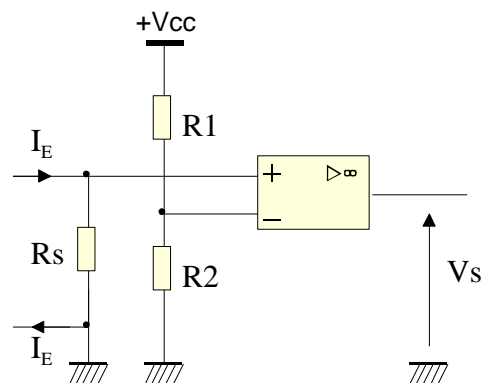 +Vcc
R1
I_E
+
▷∞
−
Rs
R2
Vs
I_E